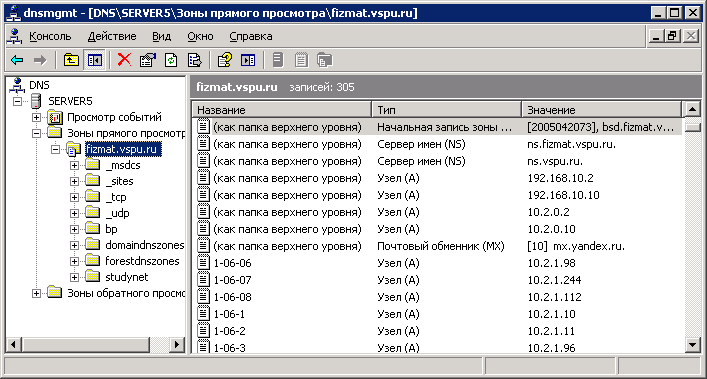 dnsmgmt - [DNS\SERVER5\Зоны прямого просмотра\fizmat.vspu.ru]
Консоль Действие Вид Окно Справка
DNS
SERVER5
Просмотр событий
Зоны прямого просмотр
fizmat.vspu.ru
_msdcs
_sites
_tcp
_udp
bp
domaindnszones
forestdnszones
studynet
Зоны обратного просмо
fizmat.vspu.ru записей: 305
Название Тип Значение
(как папка верхнего уровня) Начальная запись зоны ... [2005042073], bsd.fizmat.v...
(как папка верхнего уровня) Сервер имен (NS) ns.fizmat.vspu.ru.
(как папка верхнего уровня) Сервер имен (NS) ns.vspu.ru.
(как папка верхнего уровня) Узел (A) 192.168.10.2
(как папка верхнего уровня) Узел (A) 192.168.10.10
(как папка верхнего уровня) Узел (A) 10.2.0.2
(как папка верхнего уровня) Узел (A) 10.2.0.10
(как папка верхнего уровня) Почтовый обменник (MX) [10] mx.yandex.ru.
1-06-06 Узел (A) 10.2.1.98
1-06-07 Узел (A) 10.2.1.244
1-06-08 Узел (A) 10.2.1.112
1-06-1 Узел (A) 10.2.1.10
1-06-2 Узел (A) 10.2.1.11
1-06-3 Узел (A) 10.2.1.96